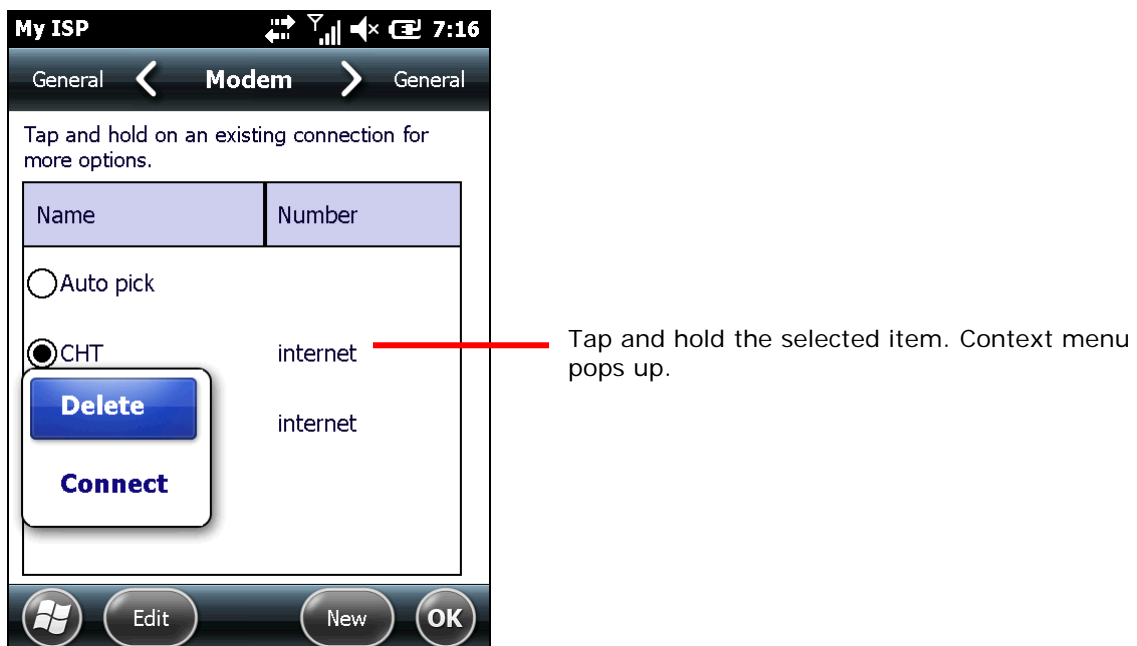 My ISP 7:16
General Modem General
Tap and hold on an existing connection for
more options.
Name Number
Auto pick
CHT internet
Tap and hold the selected item. Context menu
pops up.
Delete
internet
Connect
Edit New OK